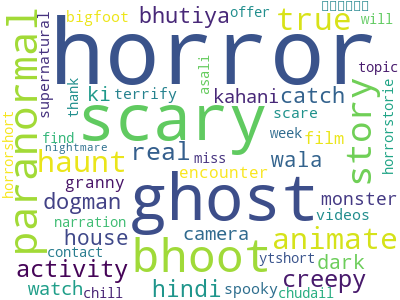 bigfoot
bhutiya
offer
true
will
horror
supernatural
paranormal
asali
topic
thank
ki
terrify
kahani
catch
scary
story
horrorstorie
scare
find
real
week
film
haunt
nightmare
miss
wala
horrorshort
granny
encounter
dogman
ghost
monster
narration
videos
house
camera
animate
contact
bhoot
ytshort
dark
activity
creepy
watch
chill
hindi
spooky
chudail